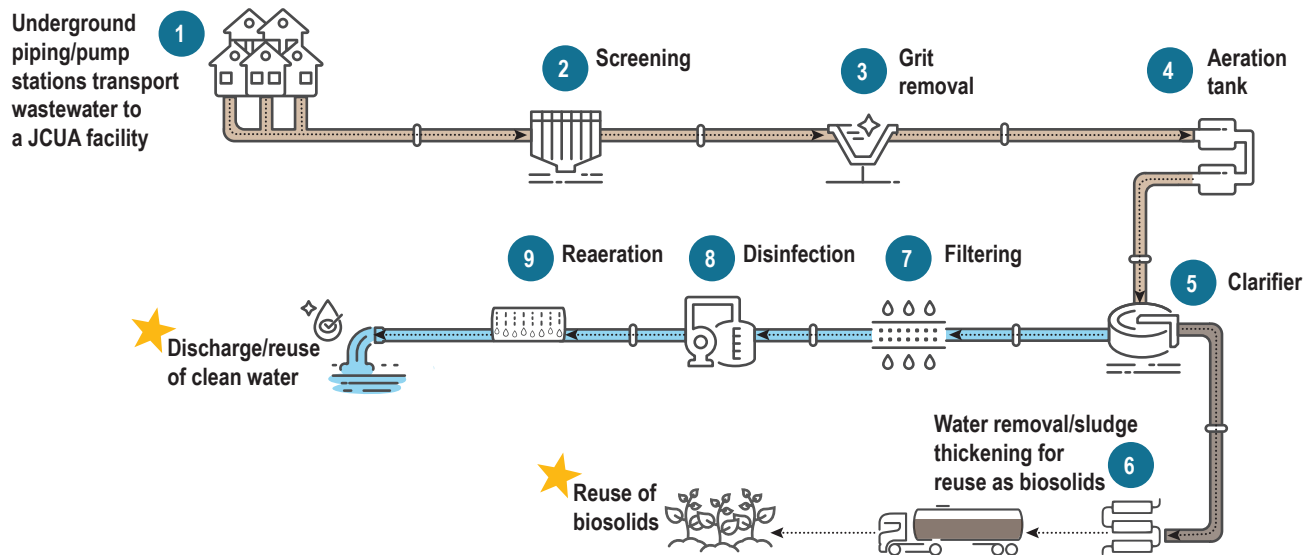 Underground
piping/pump
stations transport
wastewater to
a JCUA facility
1
2
Screening
3
Grit
removal
4
Aeration
tank
9
Reaeration
8
Disinfection
7
Filtering
5
Clarifier
Discharge/reuse
of clean water
Water removal/sludge
thickening for
reuse as biosolids
6
Reuse of
biosolids